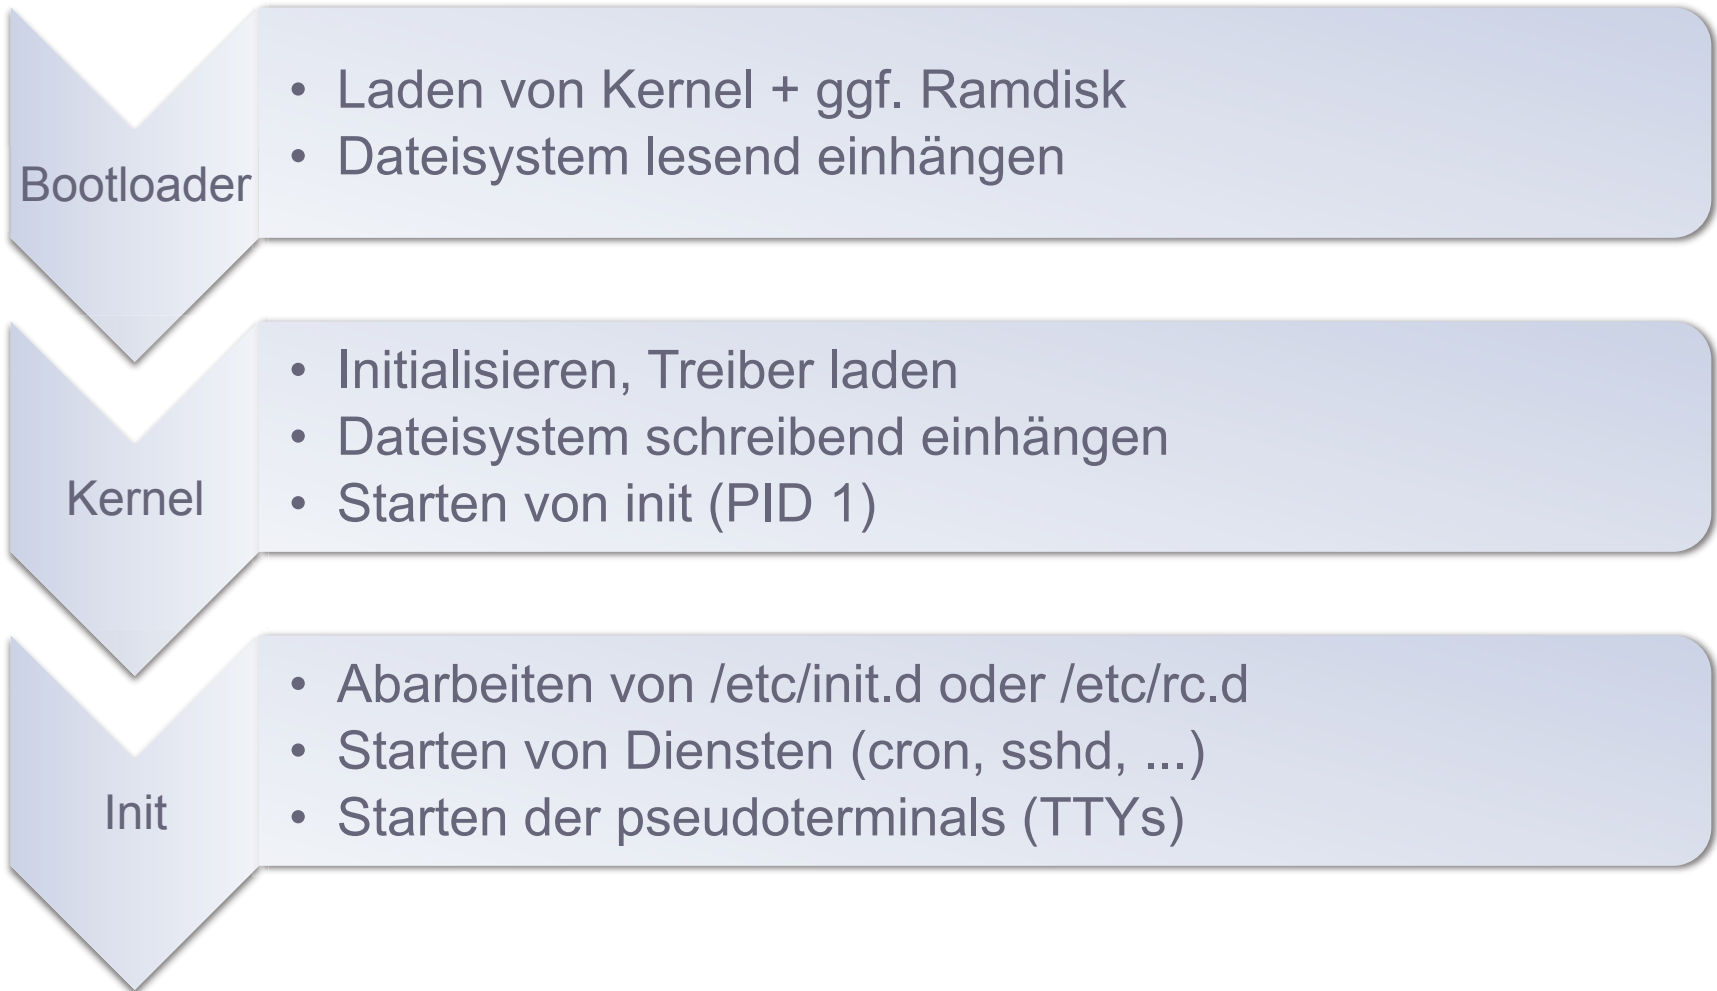 Bootloader
• Laden von Kernel + ggf. Ramdisk
• Dateisystem lesend einhängen
Kernel
• Initialisieren, Treiber laden
• Dateisystem schreibend einhängen
• Starten von init (PID 1)
Init
• Abarbeiten von /etc/init.d oder /etc/rc.d
• Starten von Diensten (cron, sshd, ...)
• Starten der pseudoterminals (TTYs)